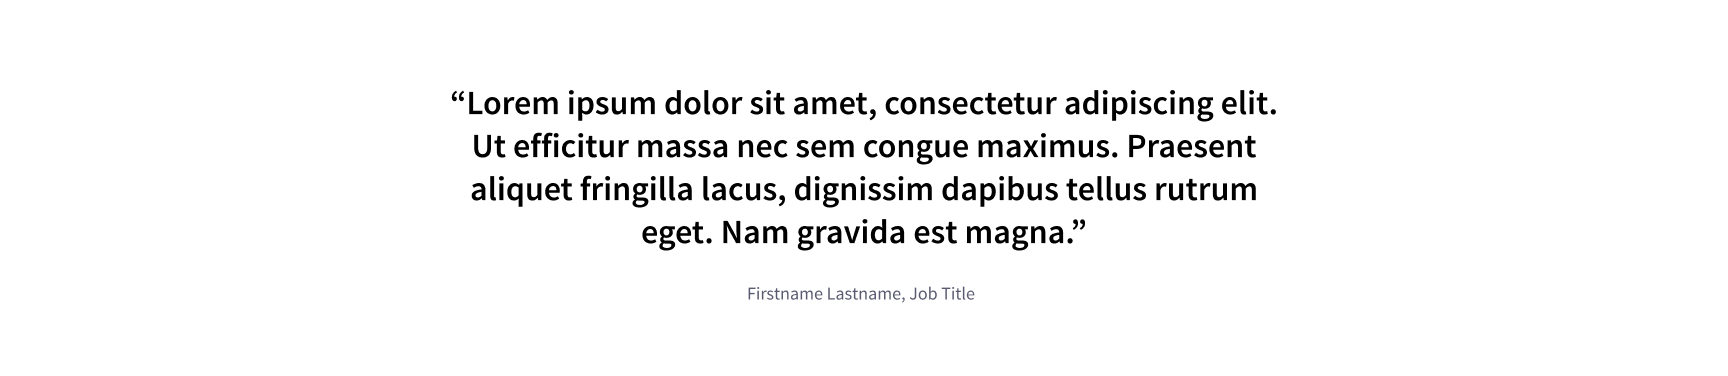 “Lorem ipsum dolor sit amet, consectetur adipiscing elit.
Ut efficitur massa nec sem congue maximus. Praesent
aliquet fringilla lacus, dignissim dapibus tellus rutrum
eget. Nam gravida est magna.”
Firstname Lastname, Job Title